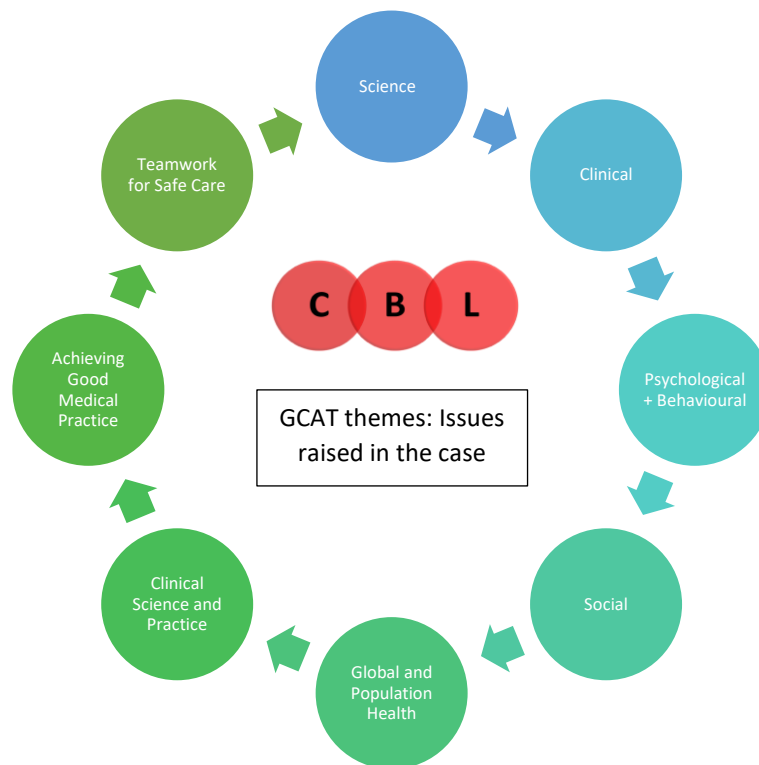 Science
Clinical
Psychological
+ Behavioural
Social
Global and
Population
Health
Clinical
Science and
Practice
Achieving
Good
Medical
Practice
Teamwork
for Safe Care
C B L
GCAT themes: Issues
raised in the case